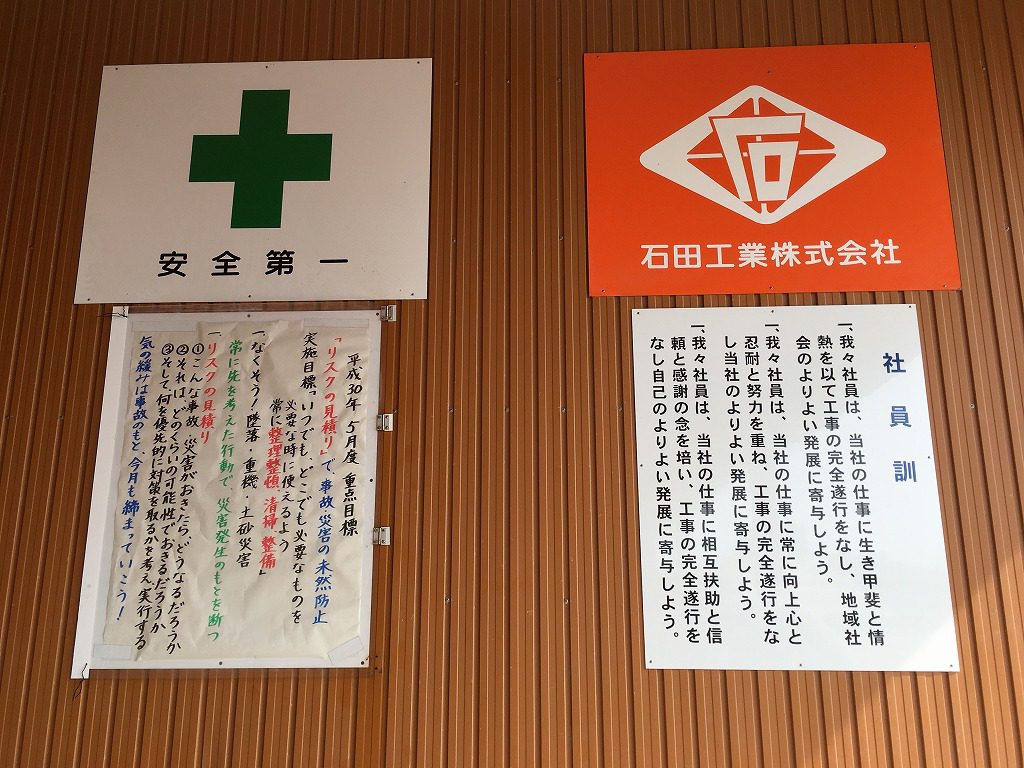 安全第一
石
石田工業株式会社
平成30年 5月度 重点目標
「リスクの見積り」で、事故 災害の未然防止
実施目標「いつでも、どこでも必要なものを
必要な時に使えるよう
常に整理整頓、清掃、整備」
一、なくそう！墜落・重機・土砂災害
常に先を考えた行動で、災害発生のもとを断つ
一、リスクの見積り
①こんな事故、災害がおきたら、どうなるだろうか
②それは、どのくらいの可能性でおきるだろうか
③そして何を優先的に対策を取るかを考え実行する
気の緩みは事故のもと、今月も締まっていこう！
社員訓
一、我々社員は、当社の仕事に生き甲斐と情
熱を以て工事の完全遂行をなし、地域社
会のよりよい発展に寄与しよう。
一、我々社員は、当社の仕事に常に向上心と
忍耐と努力を重ね、工事の完全遂行をな
し当社のよりよい発展に寄与しよう。
一、我々社員は、当社の仕事に相互扶助と信
頼と感謝の念を培い、工事の完全遂行を
なし自己のよりよい発展に寄与しよう。